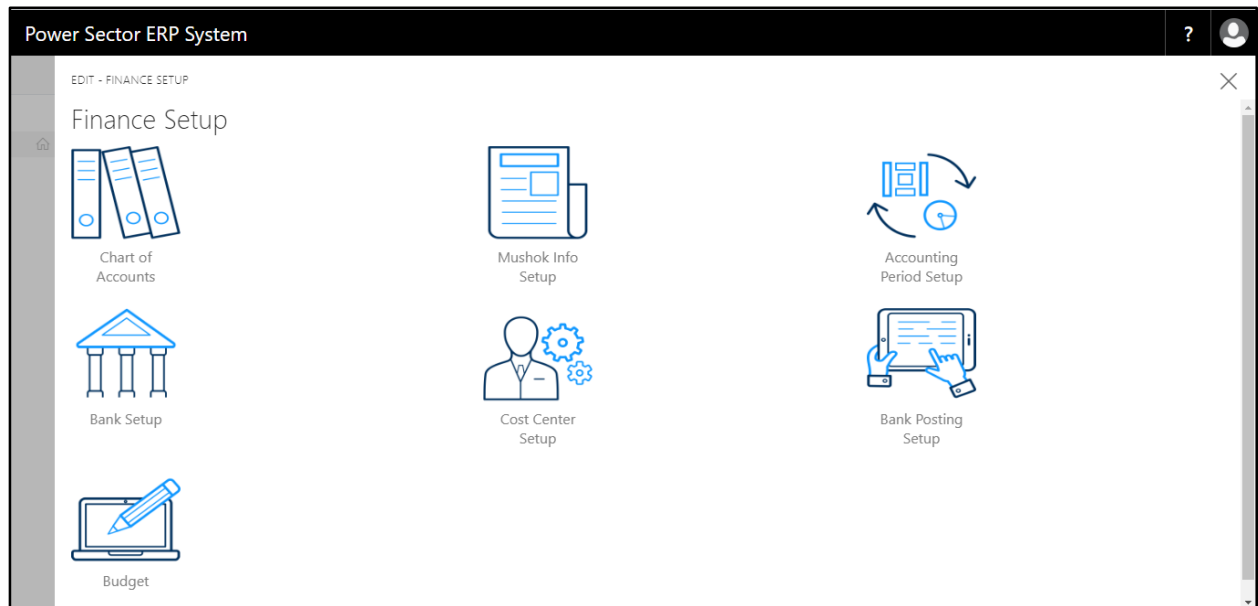 Power Sector ERP System
?
EDIT - FINANCE SETUP
Finance Setup
Chart of
Accounts
Mushok Info
Setup
Accounting
Period Setup
Bank Setup
Cost Center
Setup
Bank Posting
Setup
Budget